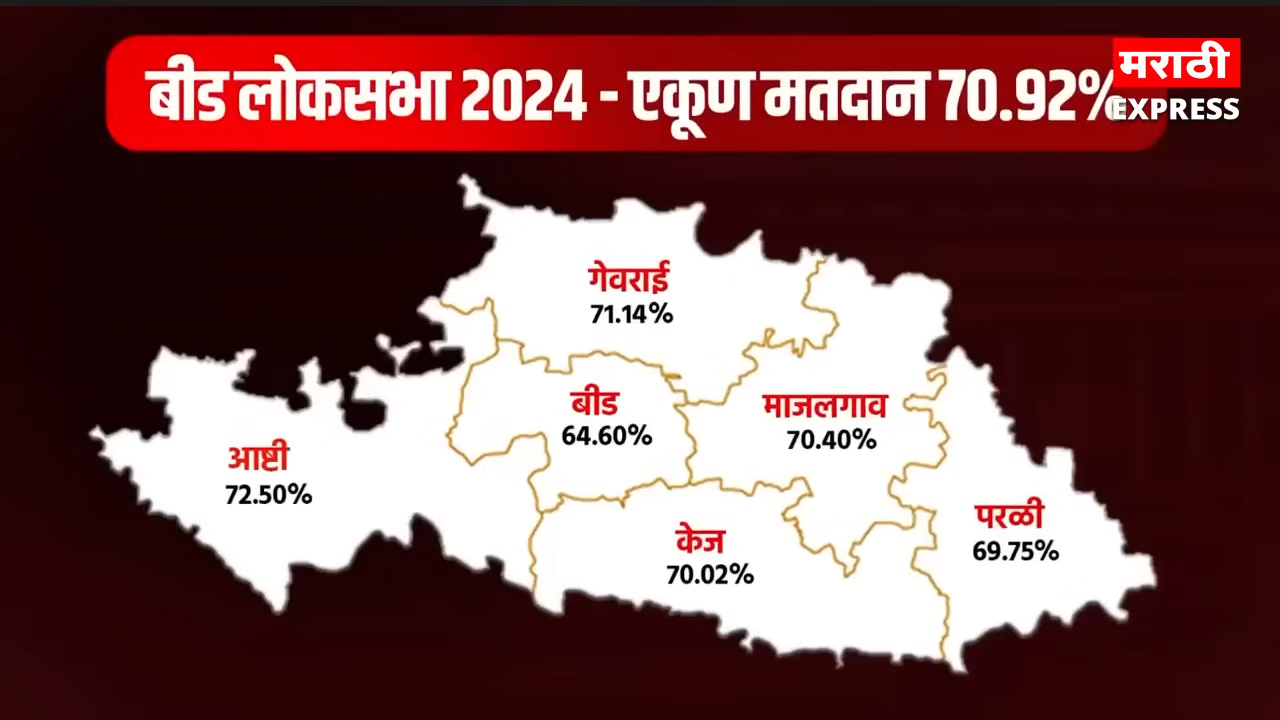 बीड लोकसभा 2024 - एकूण मतदान 70.92%
मराठी
EXPRESS
गेवराई
71.14%
बीड
64.60%
माजलगाव
70.40%
आष्टी
72.50%
परळी
69.75%
केज
70.02%